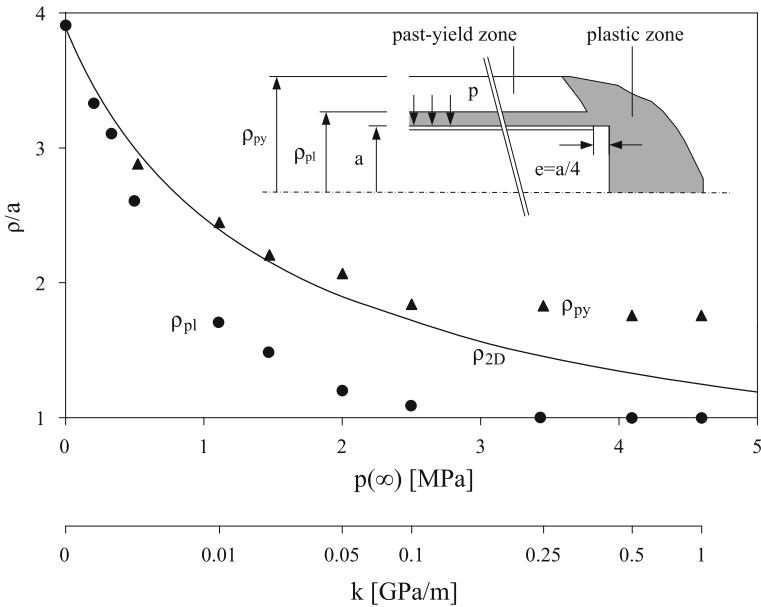 4
past-yield zone
plastic zone
p
ρpy
ρpl
a
e=a/4
3
ρ/a
2
ρpl
ρpy
ρ2D
1
0 1 2 3 4 5
p(∞) [MPa]
0 0.01 0.05 0.1 0.25 0.5 1
k [GPa/m]